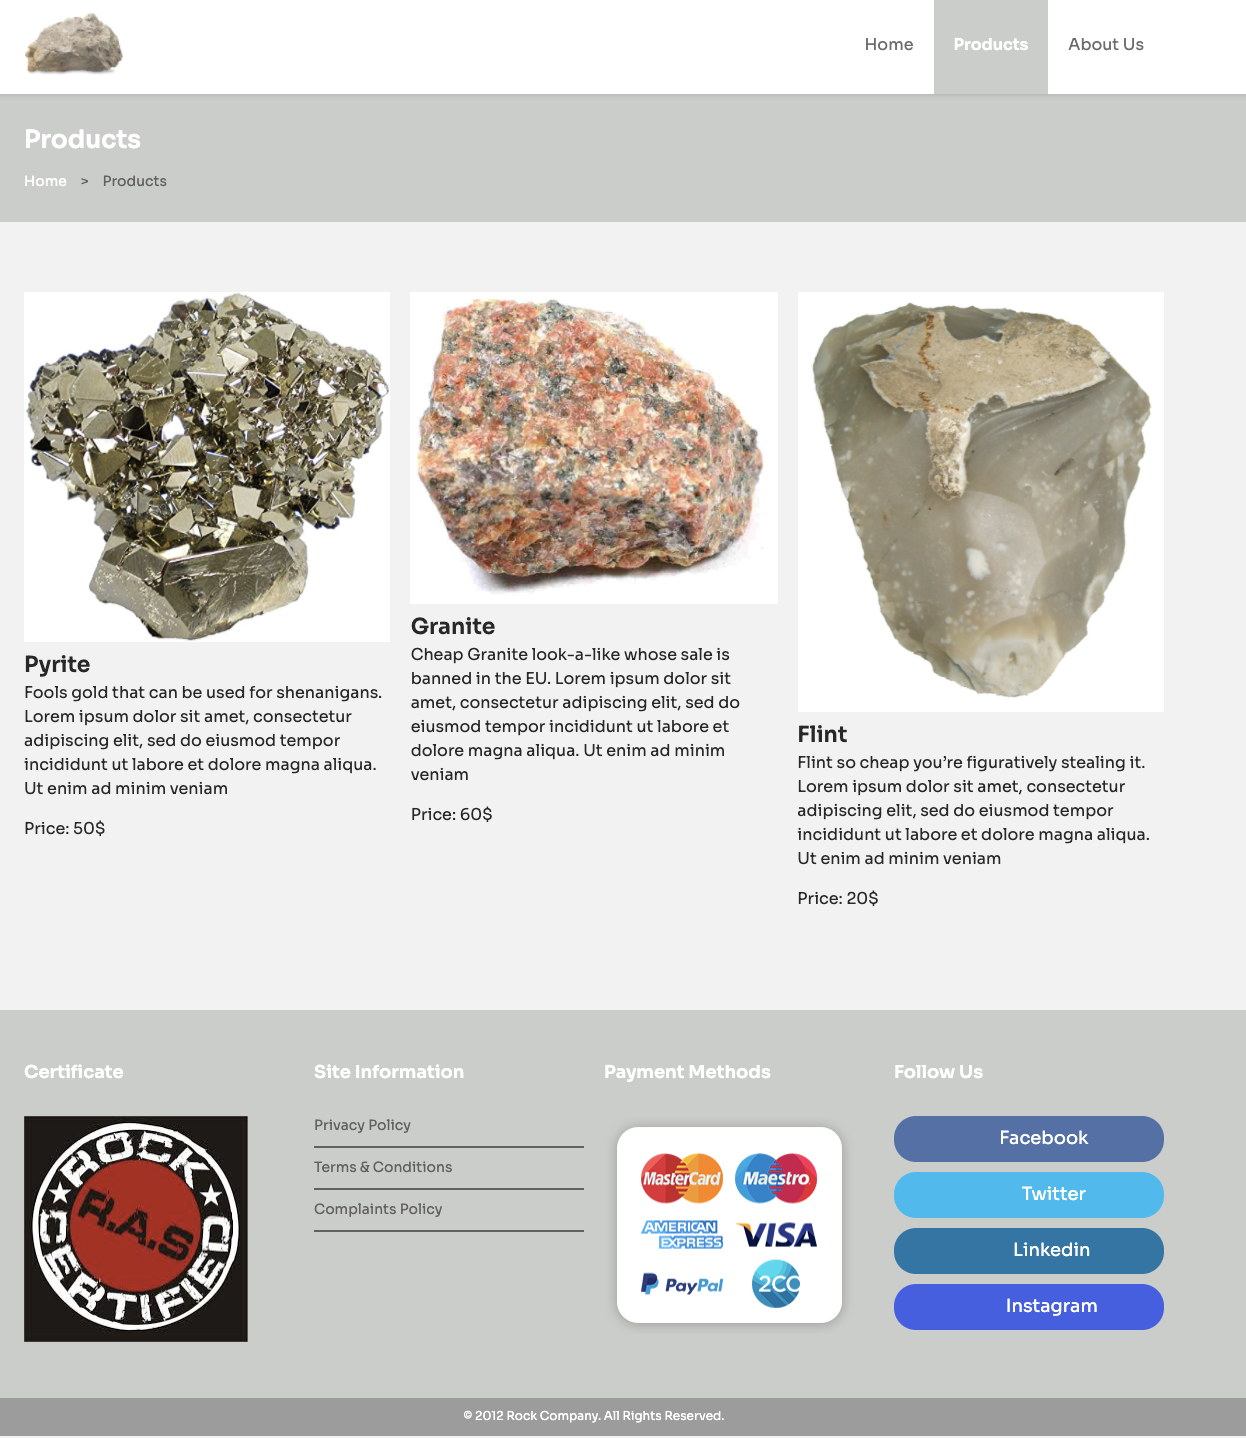 Home
Products
About Us
Products
Home > Products
Pyrite
Fools gold that can be used for shenanigans.
Lorem ipsum dolor sit amet, consectetur
adipiscing elit, sed do eiusmod tempor
incididunt ut labore et dolore magna aliqua.
Ut enim ad minim veniam
Price: 50$
Granite
Cheap Granite look-a-like whose sale is
banned in the EU. Lorem ipsum dolor sit
amet, consectetur adipiscing elit, sed do
eiusmod tempor incididunt ut labore et
dolore magna aliqua. Ut enim ad minim
veniam
Price: 60$
Flint
Flint so cheap you’re figuratively stealing it.
Lorem ipsum dolor sit amet, consectetur
adipiscing elit, sed do eiusmod tempor
incididunt ut labore et dolore magna aliqua.
Ut enim ad minim veniam
Price: 20$
Certificate
ROCK
R.A.S
CERTIFIED
Site Information
Privacy Policy
Terms & Conditions
Complaints Policy
Payment Methods
MasterCard
Maestro
AMERICAN
EXPRESS
VISA
PayPal
2CO
Follow Us
Facebook
Twitter
Linkedin
Instagram
© 2012 Rock Company. All Rights Reserved.